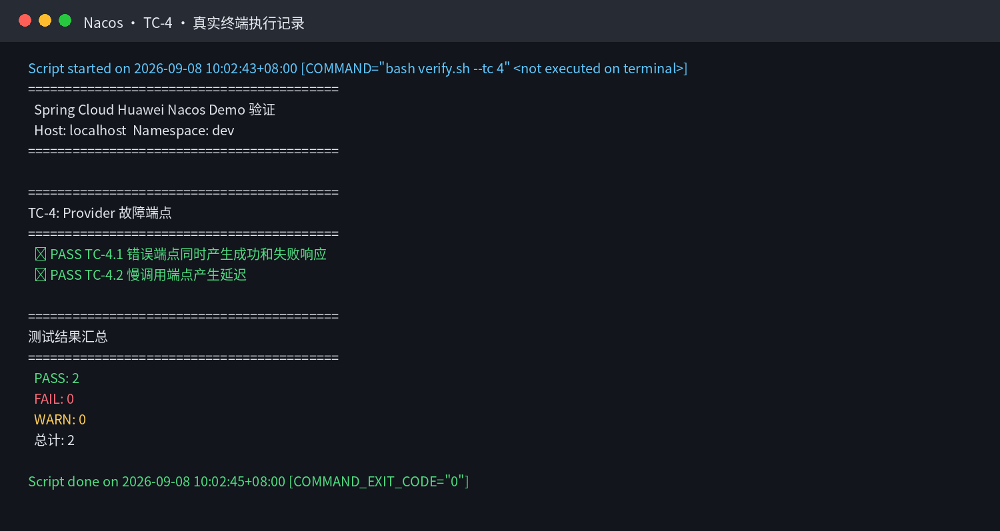 Nacos · TC-4 · 真实终端执行记录
Script started on 2026-09-08 10:02:43+08:00 [COMMAND="bash verify.sh --tc 4" <not executed on terminal>]
==========================================
Spring Cloud Huawei Nacos Demo 验证
Host: localhost  Namespace: dev
==========================================
==========================================
TC-4: Provider 故障端点
==========================================
PASS TC-4.1 错误端点同时产生成功和失败响应
PASS TC-4.2 慢调用端点产生延迟
==========================================
测试结果汇总
==========================================
PASS: 2
FAIL: 0
WARN: 0
总计: 2
Script done on 2026-09-08 10:02:45+08:00 [COMMAND_EXIT_CODE="0"]